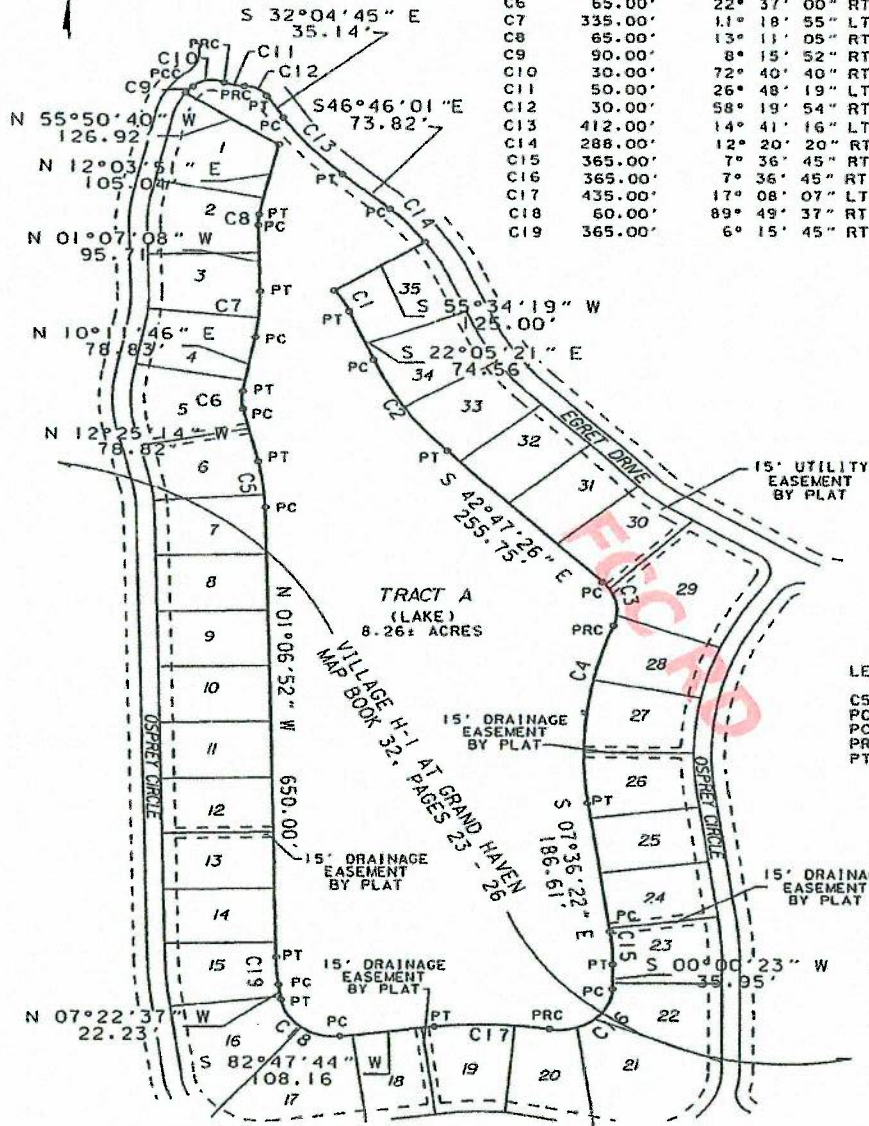 S 32°04'45" E
35.14'
C6 65.00' 22° 37' 00" RT
C7 335.00' 11° 18' 55" LT
C8 65.00' 13° 11' 05" RT
C9 90.00' 8° 15' 52" RT
C10 30.00' 72° 40' 40" RT
C11 50.00' 26° 48' 19" LT
C12 30.00' 58° 19' 54" RT
C13 412.00' 14° 41' 16" LT
C14 288.00' 12° 20' 20" RT
C15 365.00' 7° 36' 45" RT
C16 365.00' 7° 36' 45" RT
C17 435.00' 17° 08' 07" LT
C18 60.00' 89° 49' 37" RT
C19 365.00' 6° 15' 45" RT
PRC
C10
C11
PCC
C12
C9
PRC
PT
S46°46'01"E
73.82'
N 55°50'40" W
126.92'
PC
C13
1
N 12°03'51" E
105.04'
PT
2
C8
PT
PC
PC
C14
N 01°07'08" W
95.71'
3
35
C7
PT
C1
S 55°34'19" W
125.00'
PT
N 10°11'46" E
78.83'
4
PC
S 22°05'21" E
74.56
PC
34
5
C6
PT
PC
C2
33
EGRET DRIVE
N 12°25'14" W
78.82'
6
PT
PT
32
C5
15' UTILITY
EASEMENT
BY PLAT
PC
S 42°47'26" E
255.75'
31
7
30
FGC RD
8
N 01°06'52" W 650.00'
TRACT A
(LAKE)
8.26± ACRES
PC
C3
29
9
PRC
VILLAGE H-1 AT GRAND HAVEN
MAP BOOK 32, PAGES 23 - 26
C4
28
10
LE
C5
PC
PC
PR
PT
OSPREY CIRCLE
15' DRAINAGE
EASEMENT
BY PLAT
27
11
OSPREY CIRCLE
26
12
PT
S 07°36'22" E
186.61'
25
13
15' DRAINAGE
EASEMENT
BY PLAT
15' DRAINA
EASEMENT
BY PLAT
24
14
PC
C15
23
15
PT
C19
PC
PT
15' DRAINAGE
EASEMENT
BY PLAT
PT
S 00°00'23" W
35.95'
PC
N 07°22'37" W
22.23'
C18
PC
PT
C17
PRC
22
16
S 82°47'44" W
108.16
18
19
20
21
17